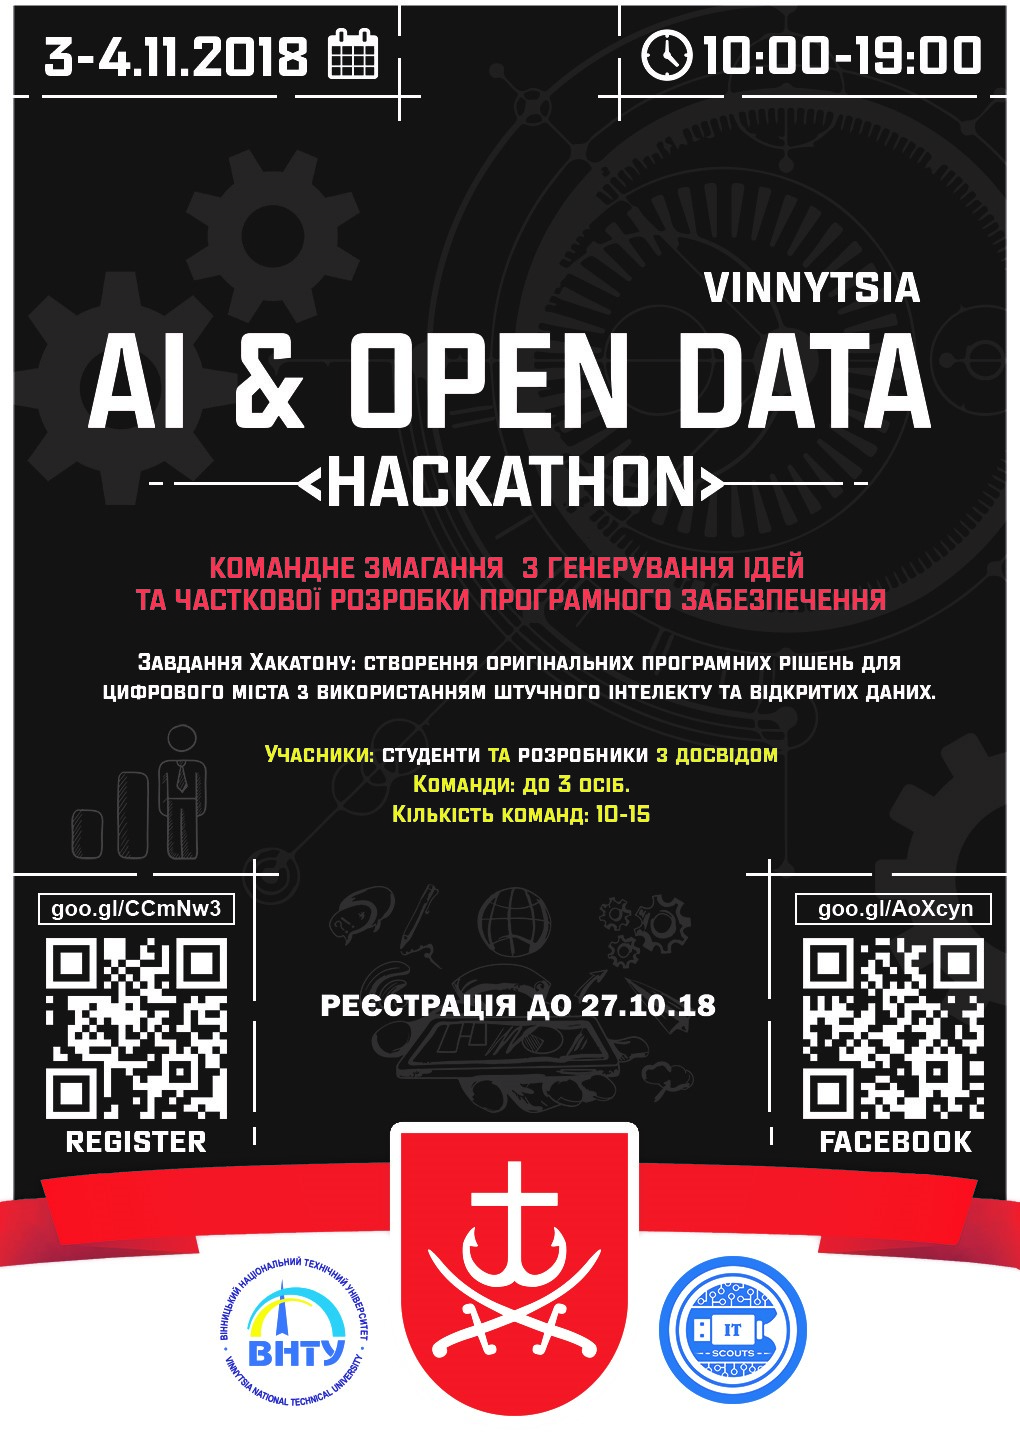 3-4.11.2018
10:00-19:00
VINNYTSIA
AI & OPEN DATA
<HACKATHON>
КОМАНДНЕ ЗМАГАННЯ З ГЕНЕРУВАННЯ ІДЕЙ
ТА ЧАСТКОВОЇ РОЗРОБКИ ПРОГРАМНОГО ЗАБЕЗПЕЧЕННЯ
Завдання Хакатону: створення оригінальних програмних рішень для
цифрового міста з використанням штучного інтелекту та відкритих даних.
Учасники: студенти та розробники з досвідом
Команди: до 3 осіб.
Кількість команд: 10-15
goo.gl/CCmNw3
goo.gl/AoXcyn
РЕЄСТРАЦІЯ ДО 27.10.18
REGISTER
FACEBOOK
ВІННИЦЬКИЙ НАЦІОНАЛЬНИЙ ТЕХНІЧНИЙ УНІВЕРСИТЕТ
ВНТУ
VINNYTSIA NATIONAL TECHNICAL UNIVERSITY
IT
SCOUTS